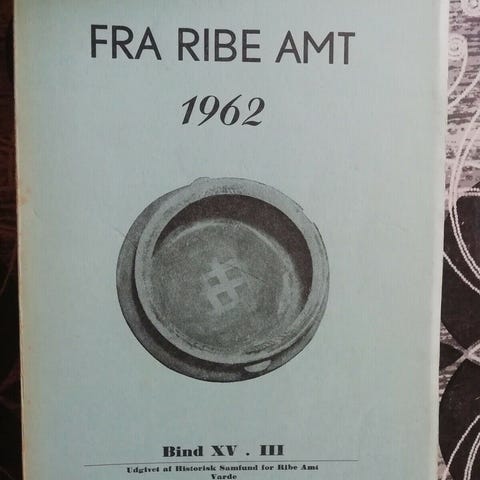 FRA RIBE AMT
1962
Bind XV . III
Udgivet af Historisk Samfund for Ribe Amt
Varde